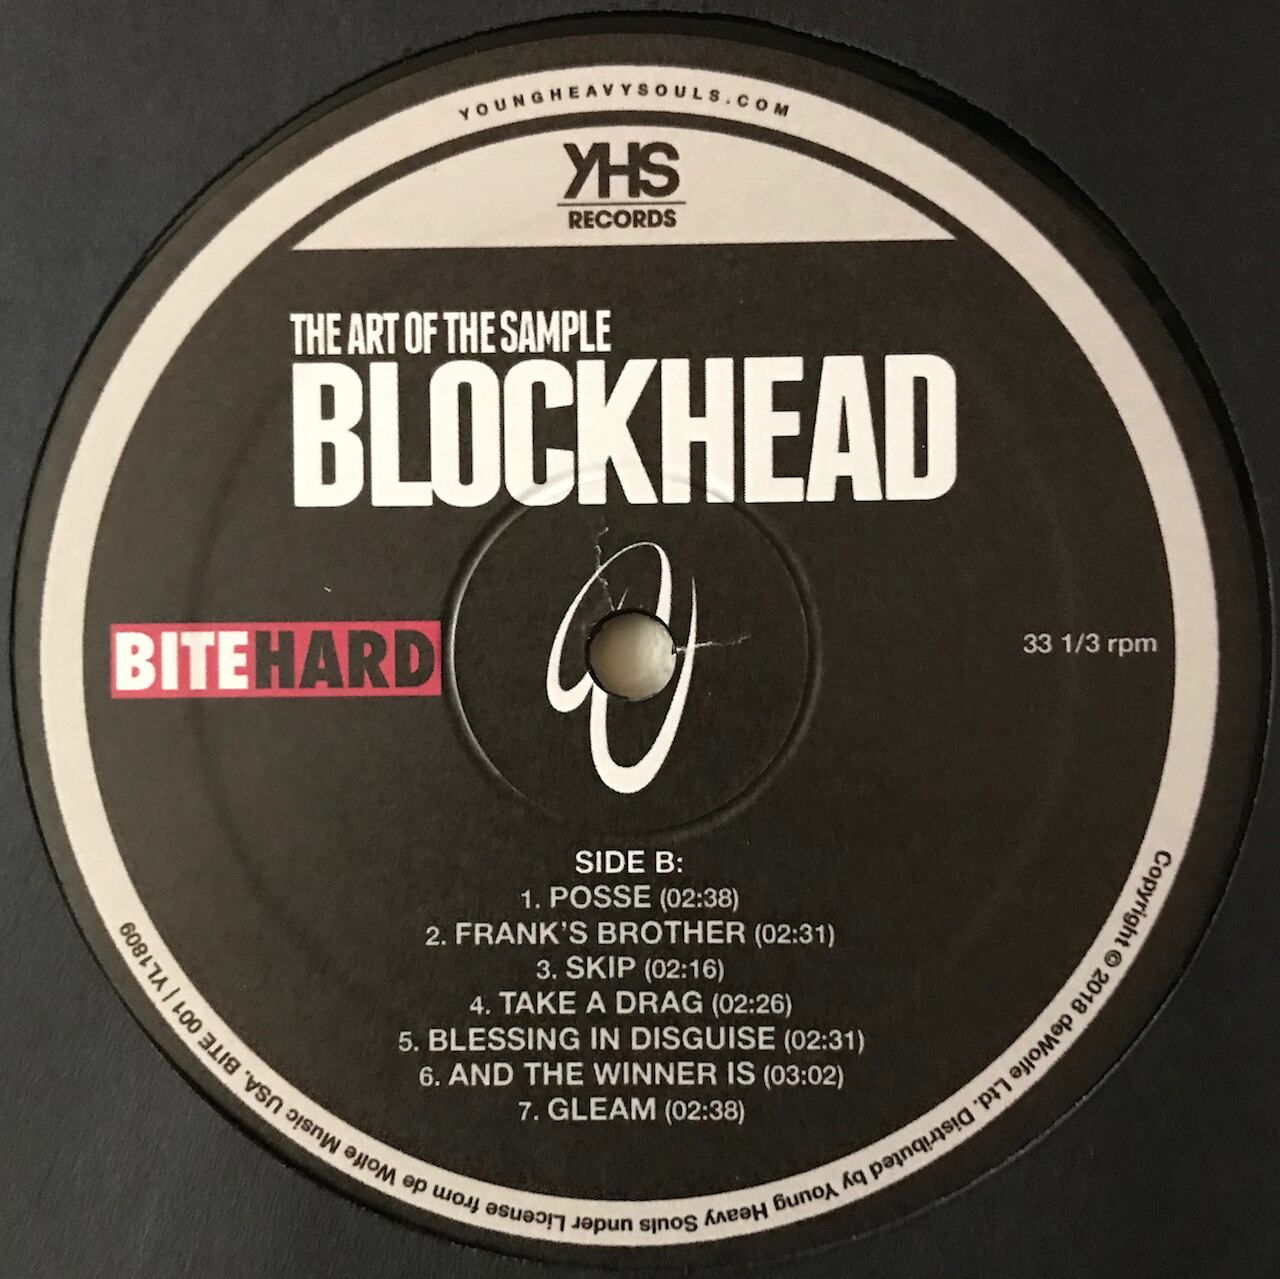 YOUNGHEAVYSOULS.COM
YHS
RECORDS
THE ART OF THE SAMPLE
BLOCKHEAD
BITEHARD
33 1/3 rpm
SIDE B:
1. POSSE (02:38)
2. FRANK'S BROTHER (02:31)
3. SKIP (02:16)
4. TAKE A DRAG (02:26)
5. BLESSING IN DISGUISE (02:31)
6. AND THE WINNER IS (03:02)
7. GLEAM (02:38)
Copyright © 2018 deWolfe Ltd. Distributed by Young Heavy Souls under License from de Wolfe Music USA. BITE 001 | YL1809